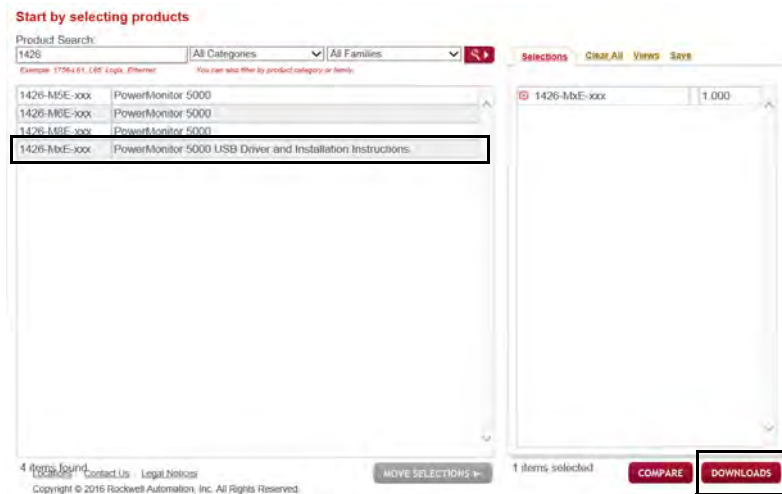 Start by selecting products
Product Search:
1426 All Categories All Families
Example: 1756-L61, L65, Logix, Ethernet You can also filter by product category or family.
1426-M5E-xxx PowerMonitor 5000
1426-M6E-xxx PowerMonitor 5000
1426-M8E-xxx PowerMonitor 5000
1426-MxE-xxx PowerMonitor 5000 USB Driver and Installation Instructions
4 items found
Locations Contact Us Legal Notices
MOVE SELECTIONS
Copyright © 2016 Rockwell Automation, Inc. All Rights Reserved.
Selections Clear All Views Save
1426-MxE-xxx 1.000
1 items selected COMPARE DOWNLOADS